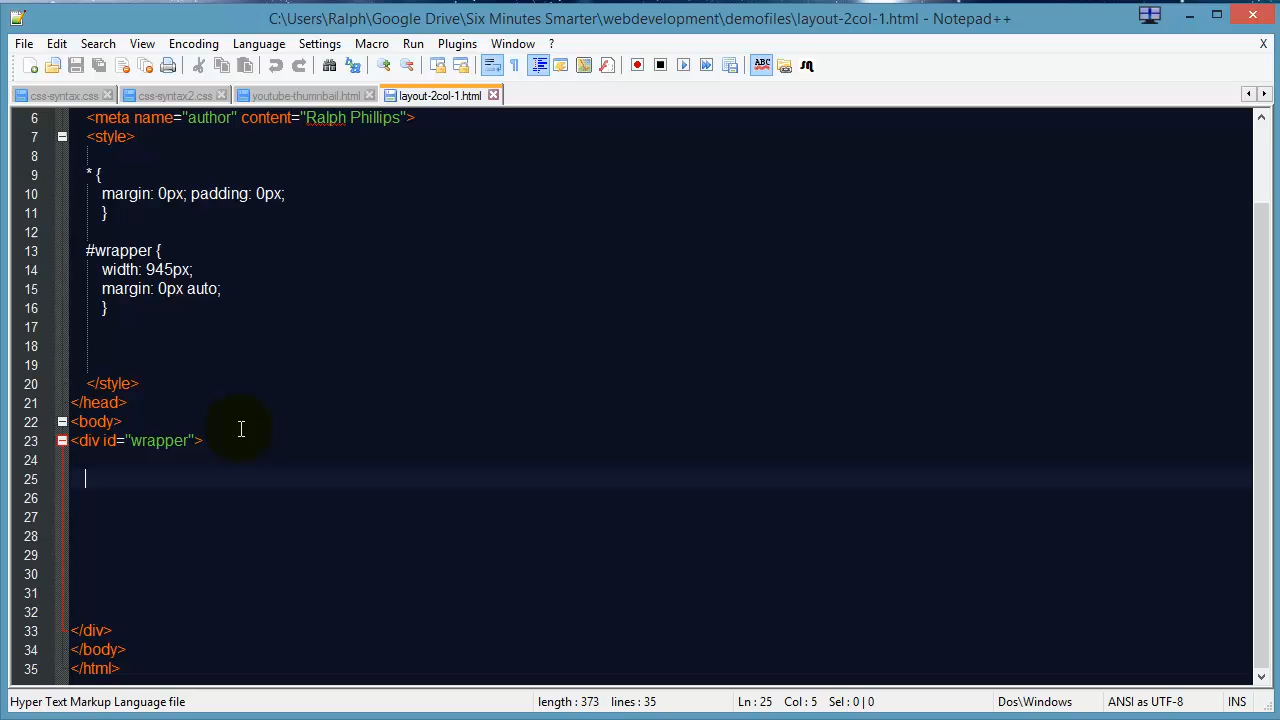 C:\Users\Ralph\Google Drive\Six Minutes Smarter\webdevelopment\demofiles\layout-2col-1.html - Notepad++
File Edit Search View Encoding Language Settings Macro Run Plugins Window ? X
css-syntax.css css-syntax2.css youtube-thumnbail.html layout-2col-1.html
6 <meta name="author" content="Ralph Phillips">
7 <style>
8
9 * {
10 margin: 0px; padding: 0px;
11 }
12
13 #wrapper {
14 width: 945px;
15 margin: 0px auto;
16 }
17
18
19
20 </style>
21 </head>
22 <body>
23 <div id="wrapper">
24
25
26
27
28
29
30
31
32
33 </div>
34 </body>
35 </html>
Hyper Text Markup Language file length : 373 lines : 35 Ln : 25 Col : 5 Sel : 0 | 0 Dos\Windows ANSI as UTF-8 INS